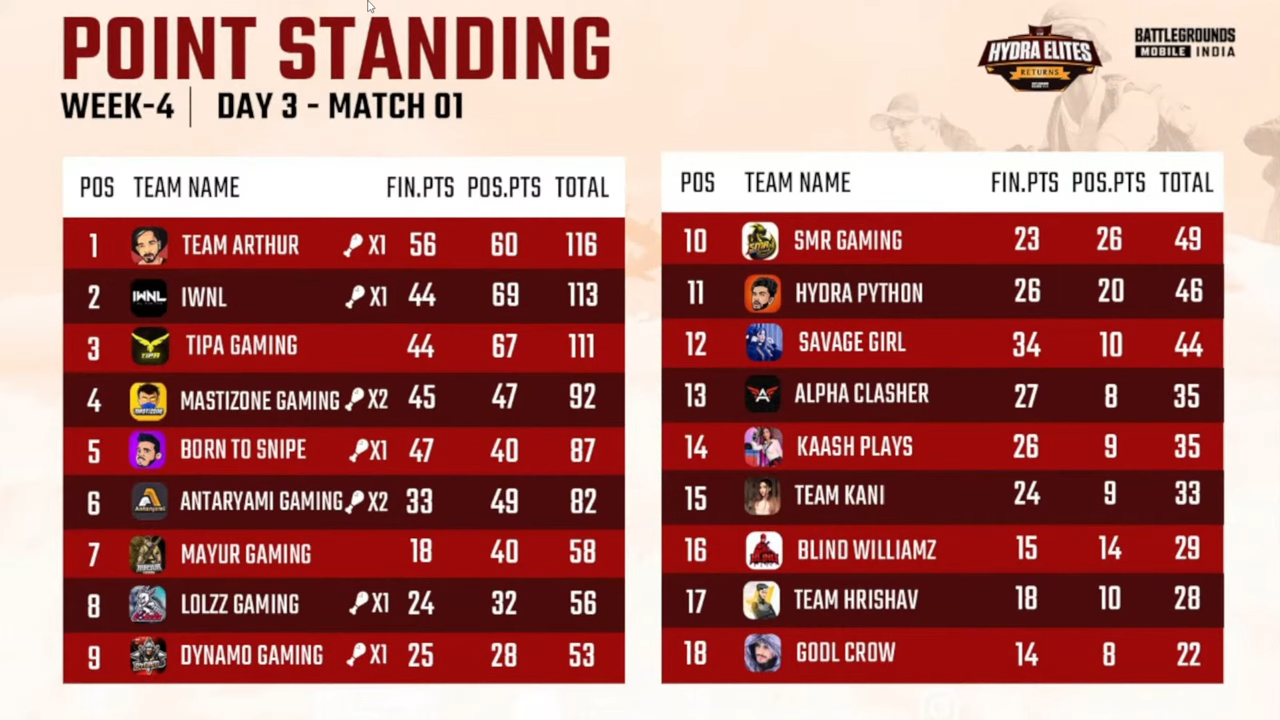 POINT STANDING
WEEK-4 | DAY 3 - MATCH 01
HYDRA ELITES
RETURNS
BATTLEGROUNDS
MOBILE INDIA
POS TEAM NAME FIN.PTS POS.PTS TOTAL
1 TEAM ARTHUR X1 56 60 116
2 IWNL IWNL X1 44 69 113
3 TIPA TIPA GAMING 44 67 111
4 MASTIZONE MASTIZONE GAMING X2 45 47 92
5 BORN TO SNIPE X1 47 40 87
6 Antaryami ANTARYAMI GAMING X2 33 49 82
7 MAYUR GAMING 18 40 58
8 LOLZZ GAMING X1 24 32 56
9 DYNAMO GAMING X1 25 28 53
POS TEAM NAME FIN.PTS POS.PTS TOTAL
10 SMR SMR GAMING 23 26 49
11 HYDRA PYTHON 26 20 46
12 SAVAGE GIRL 34 10 44
13 A ALPHA CLASHER 27 8 35
14 KAASH PLAYS 26 9 35
15 TEAM KANI 24 9 33
16 BLIND WILLIAMZ 15 14 29
17 TEAM HRISHAV 18 10 28
18 GODL CROW 14 8 22